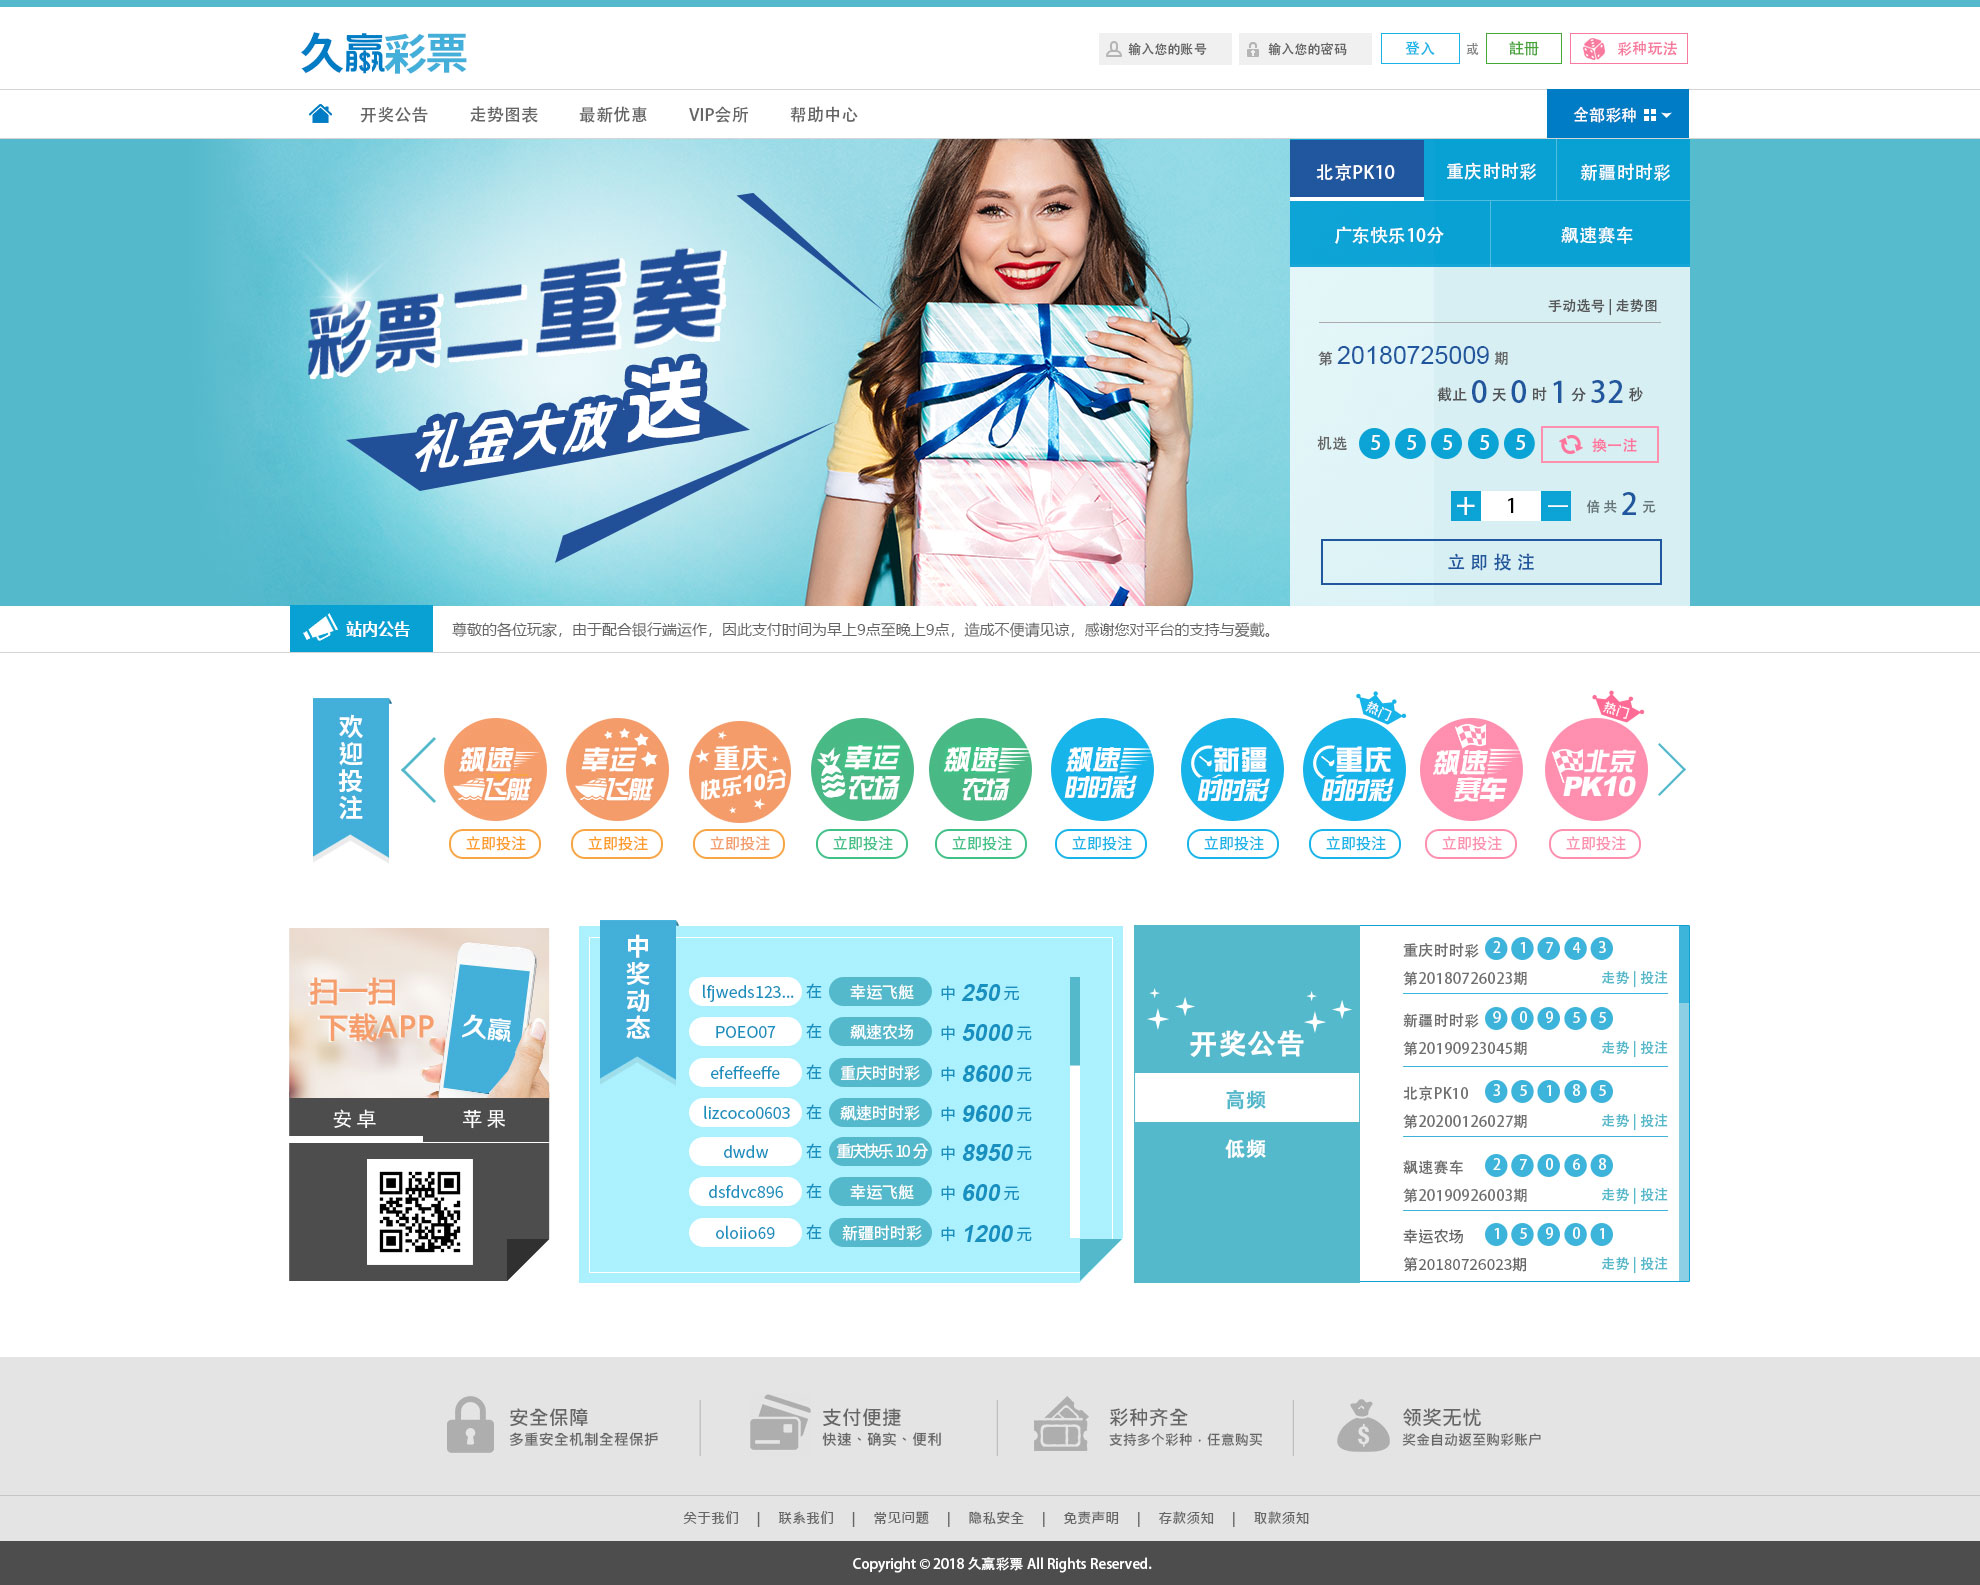 久赢彩票
输入您的账号 输入您的密码 登入 或 註冊 彩种玩法
开奖公告 走势图表 最新优惠 VIP会所 帮助中心 全部彩种
彩票二重奏
礼金大放送
北京PK10 重庆时时彩 新疆时时彩
广东快乐10分 飙速赛车
手动选号 | 走势图
第 20180725009 期
截止 0 天 0 时 1 分 32 秒
机选 5 5 5 5 5 換一注
1 倍 共 2 元
立即投注
站内公告 尊敬的各位玩家，由于配合银行端运作，因此支付时间为早上9点至晚上9点，造成不便请见谅，感谢您对平台的支持与爱戴。
欢迎投注
飙速飞艇 立即投注
幸运飞艇 立即投注
重庆快乐10分 立即投注
幸运农场 立即投注
飙速农场 立即投注
飙速时时彩 立即投注
新疆时时彩 立即投注
热门 重庆时时彩 立即投注
飙速赛车 立即投注
热门 北京PK10 立即投注
扫一扫
下载APP
久赢
安卓 苹果
中奖动态
lfjweds123... 在 幸运飞艇 中 250 元
POEO07 在 飙速农场 中 5000 元
efeffeeffe 在 重庆时时彩 中 8600 元
lizcoco0603 在 飙速时时彩 中 9600 元
dwdw 在 重庆快乐 10 分 中 8950 元
dsfdvc896 在 幸运飞艇 中 600 元
oloiio69 在 新疆时时彩 中 1200 元
开奖公告
高频
低频
重庆时时彩 2 1 7 4 3
第20180726023期 走势 | 投注
新疆时时彩 9 0 9 5 5
第20190923045期 走势 | 投注
北京PK10 3 5 1 8 5
第20200126027期 走势 | 投注
飙速赛车 2 7 0 6 8
第20190926003期 走势 | 投注
幸运农场 1 5 9 0 1
第20180726023期 走势 | 投注
安全保障
多重安全机制全程保护
支付便捷
快速、确实、便利
彩种齐全
支持多个彩种 · 任意购买
领奖无忧
奖金自动返至购彩账户
关于我们 | 联系我们 | 常见问题 | 隐私安全 | 免责声明 | 存款须知 | 取款须知
Copyright © 2018 久赢彩票 All Rights Reserved.